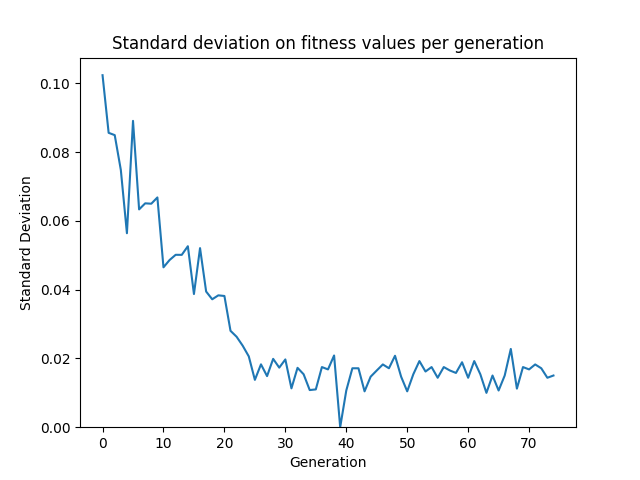 Standard deviation on fitness values per generation
0.10
0.08
0.06
0.04
0.02
0.00
Standard Deviation
0 10 20 30 40 50 60 70
Generation